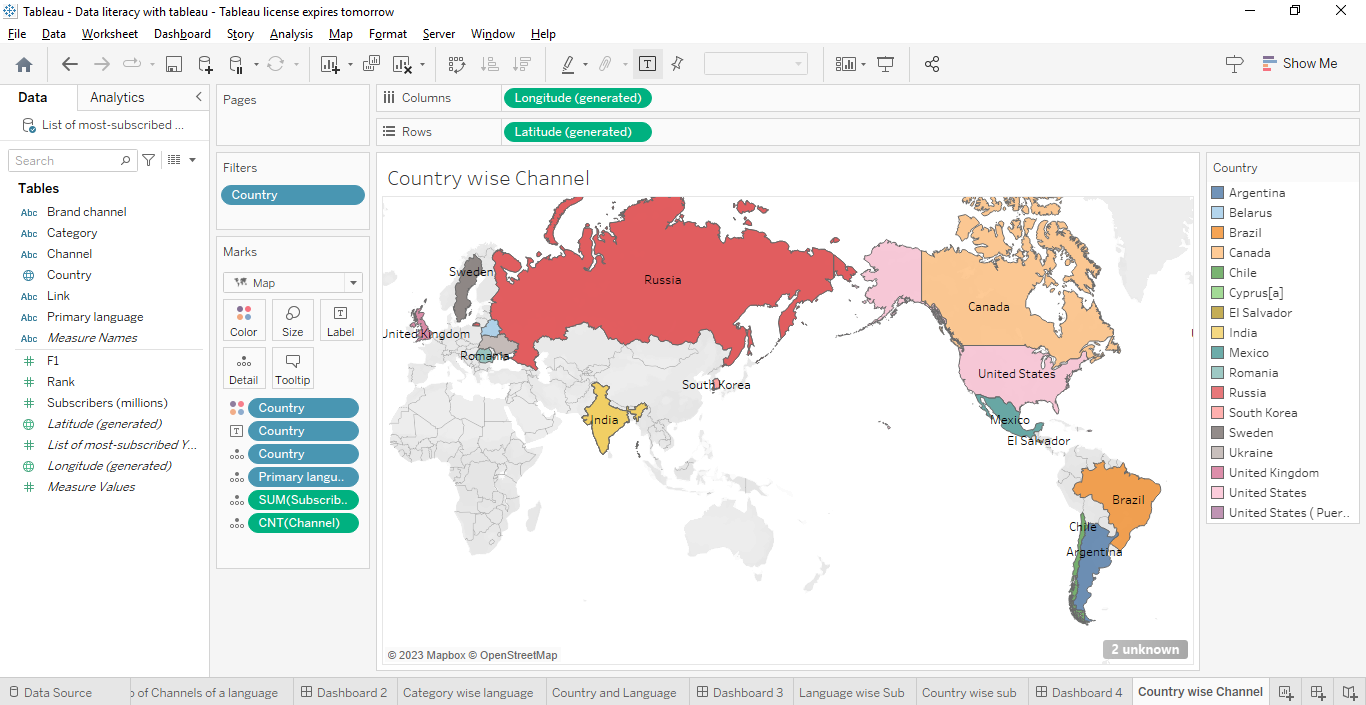 Tableau - Data literacy with tableau - Tableau license expires tomorrow
File Data Worksheet Dashboard Story Analysis Map Format Server Window Help
Show Me
Data Analytics
List of most-subscribed ...
Search
Tables
Abc Brand channel
Abc Category
Abc Channel
Country
Abc Link
Abc Primary language
Abc Measure Names
F1
Rank
Subscribers (millions)
Latitude (generated)
List of most-subscribed Y...
Longitude (generated)
Measure Values
Pages
Filters
Country
Marks
Map
Color Size Label
Detail Tooltip
Country
Country
Country
Primary langu..
SUM(Subscrib..
CNT(Channel)
Columns Longitude (generated)
Rows Latitude (generated)
Country wise Channel
Sweden
Russia
Canada
United Kingdom
Romania
United States
South Korea
India
Mexico
El Salvador
Brazil
Chile
Argentina
2 unknown
© 2023 Mapbox © OpenStreetMap
Country
Argentina
Belarus
Brazil
Canada
Chile
Cyprus[a]
El Salvador
India
Mexico
Romania
Russia
South Korea
Sweden
Ukraine
United Kingdom
United States
United States ( Puer..
Data Source o of Channels of a language Dashboard 2 Category wise language Country and Language Dashboard 3 Language wise Sub Country wise sub Dashboard 4 Country wise Channel